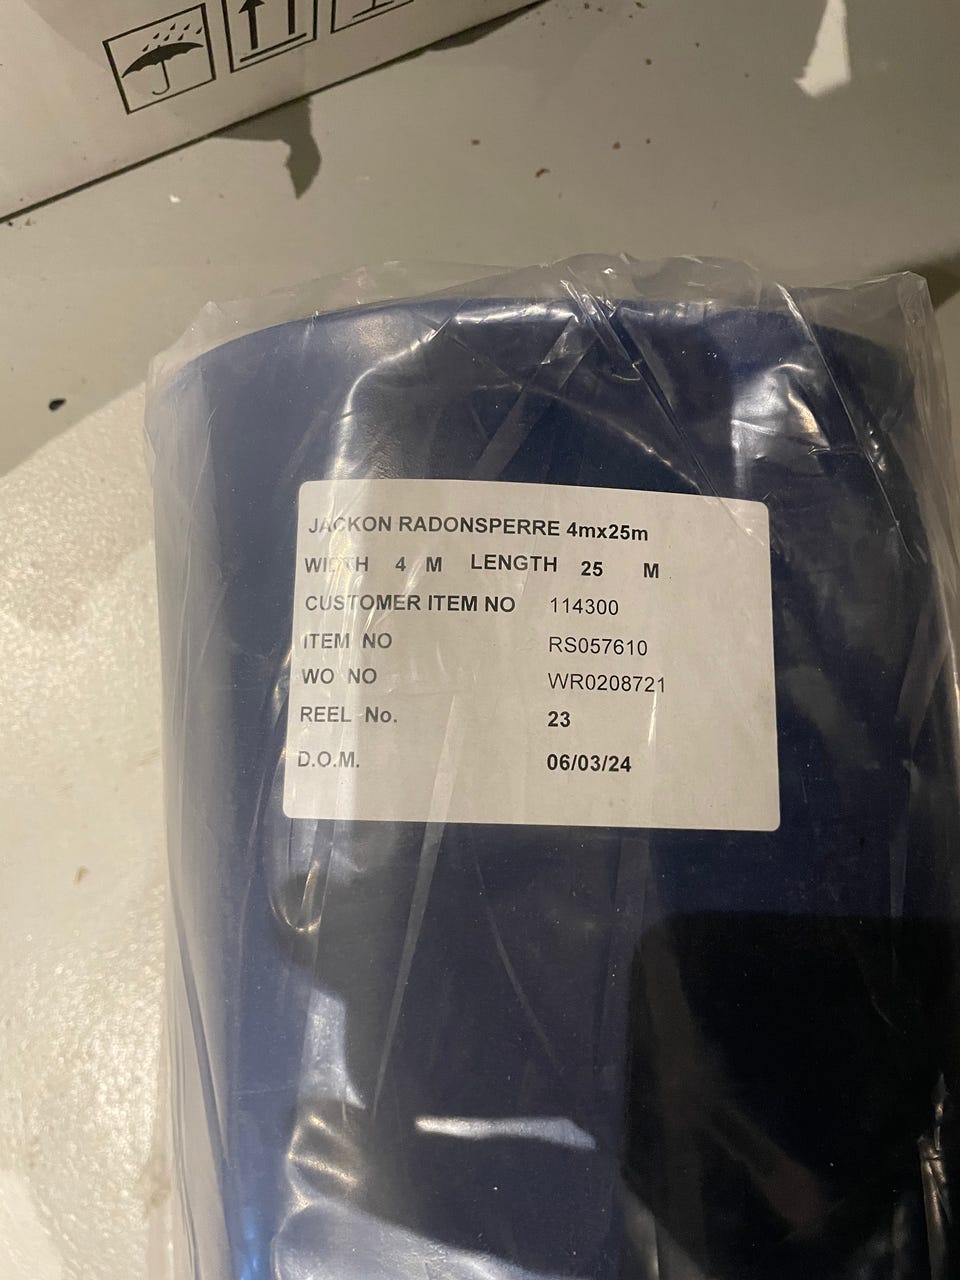 JACKON RADONSPERRE 4mx25m
WIDTH 4 M LENGTH 25 M
CUSTOMER ITEM NO 114300
ITEM NO RS057610
WO NO WR0208721
REEL No. 23
D.O.M. 06/03/24